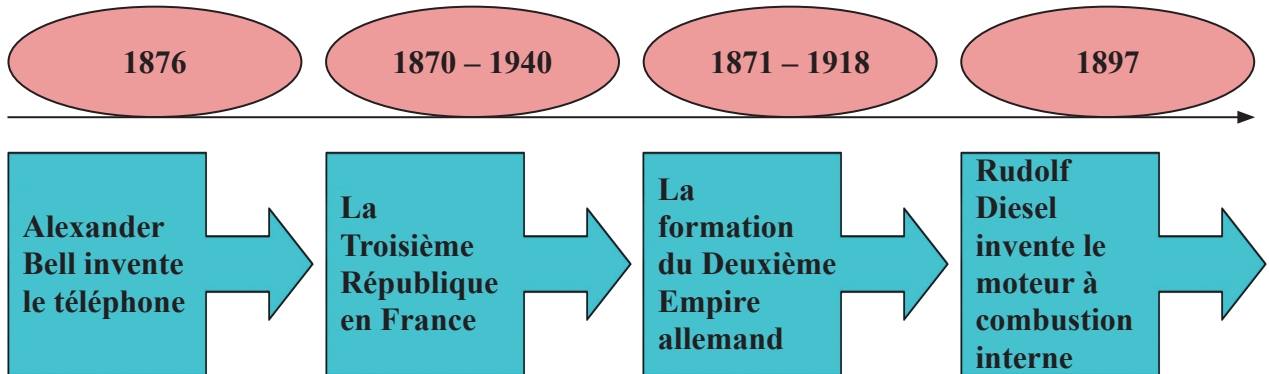 1876
1870 – 1940
1871 – 1918
1897
Alexander
Bell invente
le téléphone
La
Troisième
République
en France
La
formation
du Deuxième
Empire
allemand
Rudolf
Diesel
invente le
moteur à
combustion
interne